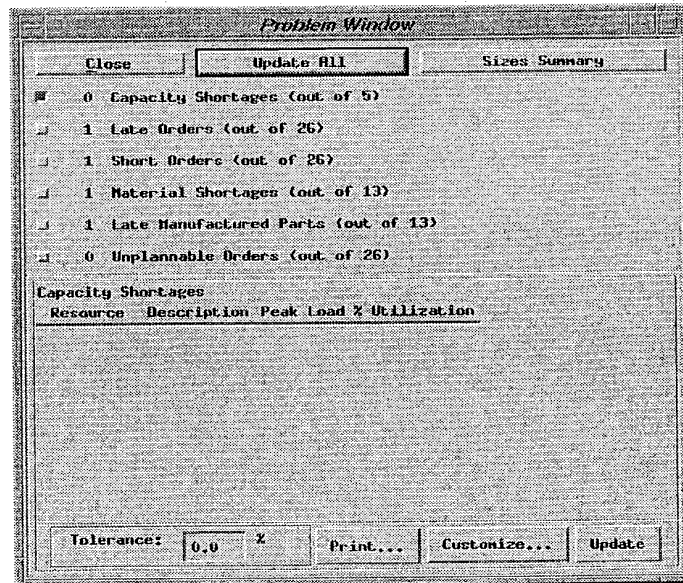 Problem Window
Close Update All Sizes Summary
0 Capacity Shortages (out of 5)
1 Late Orders (out of 26)
1 Short Orders (out of 26)
1 Material Shortages (out of 13)
1 Late Manufactured Parts (out of 13)
0 Unplannable Orders (out of 26)
Capacity Shortages
Resource Description Peak Load % Utilization
Tolerance: 0.0 % Print... Customize... Update